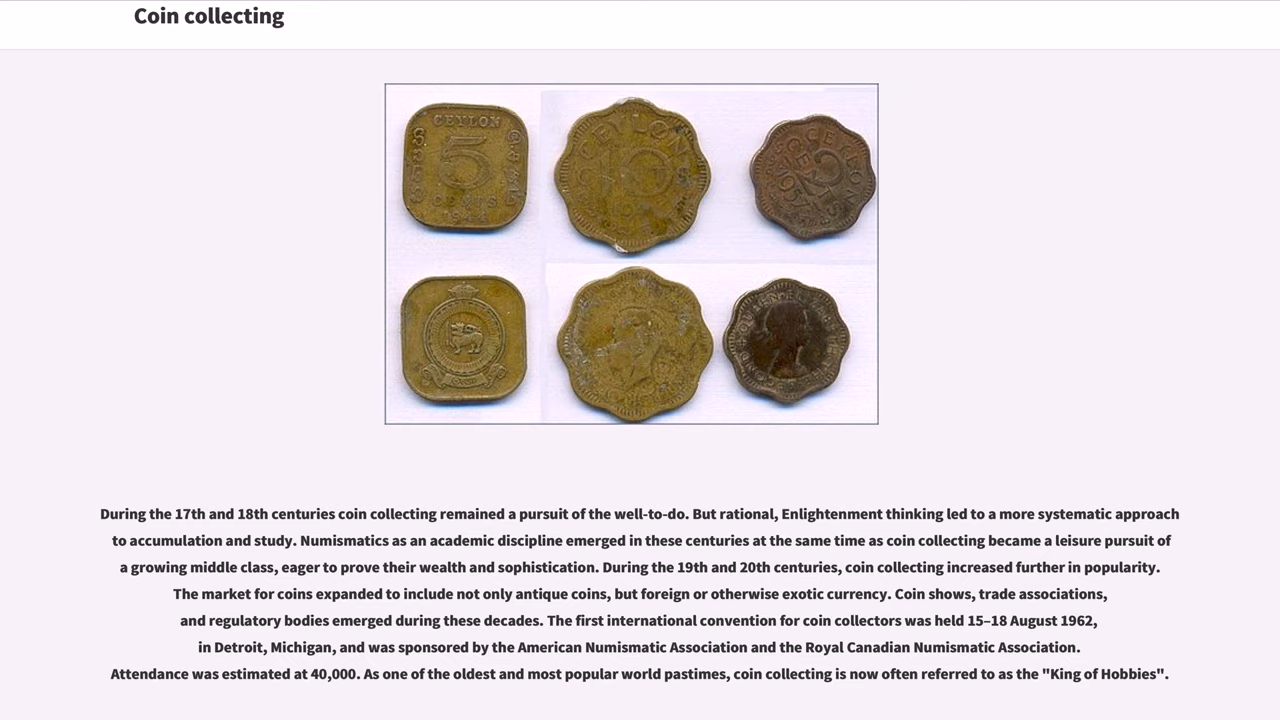 Coin collecting
CEYLON
5
CENTS
CEYLON
10
CEYLON
2
During the 17th and 18th centuries coin collecting remained a pursuit of the well-to-do. But rational, Enlightenment thinking led to a more systematic approach
to accumulation and study. Numismatics as an academic discipline emerged in these centuries at the same time as coin collecting became a leisure pursuit of
a growing middle class, eager to prove their wealth and sophistication. During the 19th and 20th centuries, coin collecting increased further in popularity.
The market for coins expanded to include not only antique coins, but foreign or otherwise exotic currency. Coin shows, trade associations,
and regulatory bodies emerged during these decades. The first international convention for coin collectors was held 15–18 August 1962,
in Detroit, Michigan, and was sponsored by the American Numismatic Association and the Royal Canadian Numismatic Association.
Attendance was estimated at 40,000. As one of the oldest and most popular world pastimes, coin collecting is now often referred to as the "King of Hobbies".